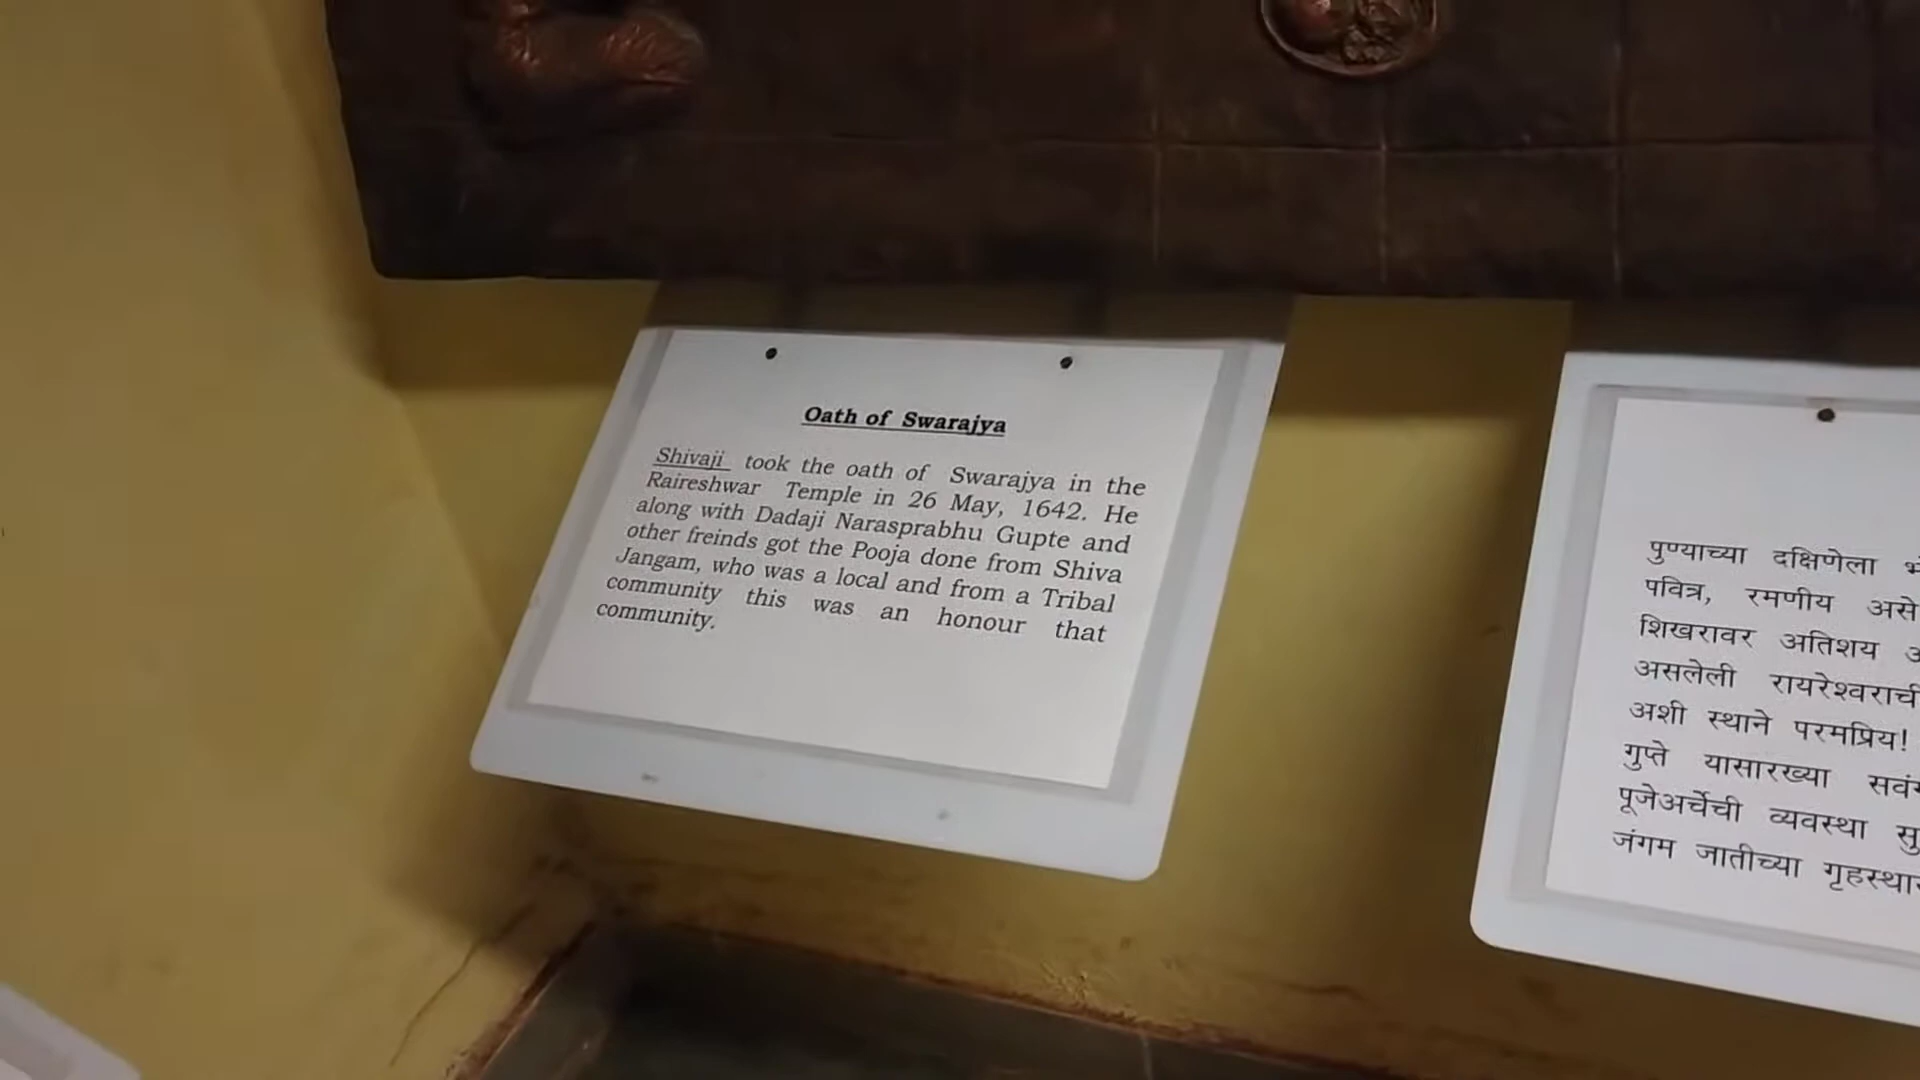 Oath of Swarajya
Shivaji took the oath of Swarajya in the
Raireshwar Temple in 26 May, 1642. He
along with Dadaji Narasprabhu Gupte and
other freinds got the Pooja done from Shiva
Jangam, who was a local and from a Tribal
community this was an honour that
community.
पुण्याच्या दक्षिणेला
पवित्र, रमणीय असे
शिखरावर अतिशय
असलेली रायरेश्वराची
अशी स्थाने परमप्रिय!
गुप्ते यासारख्या
पूजेअर्चेची व्यवस्था
जंगम जातीच्या